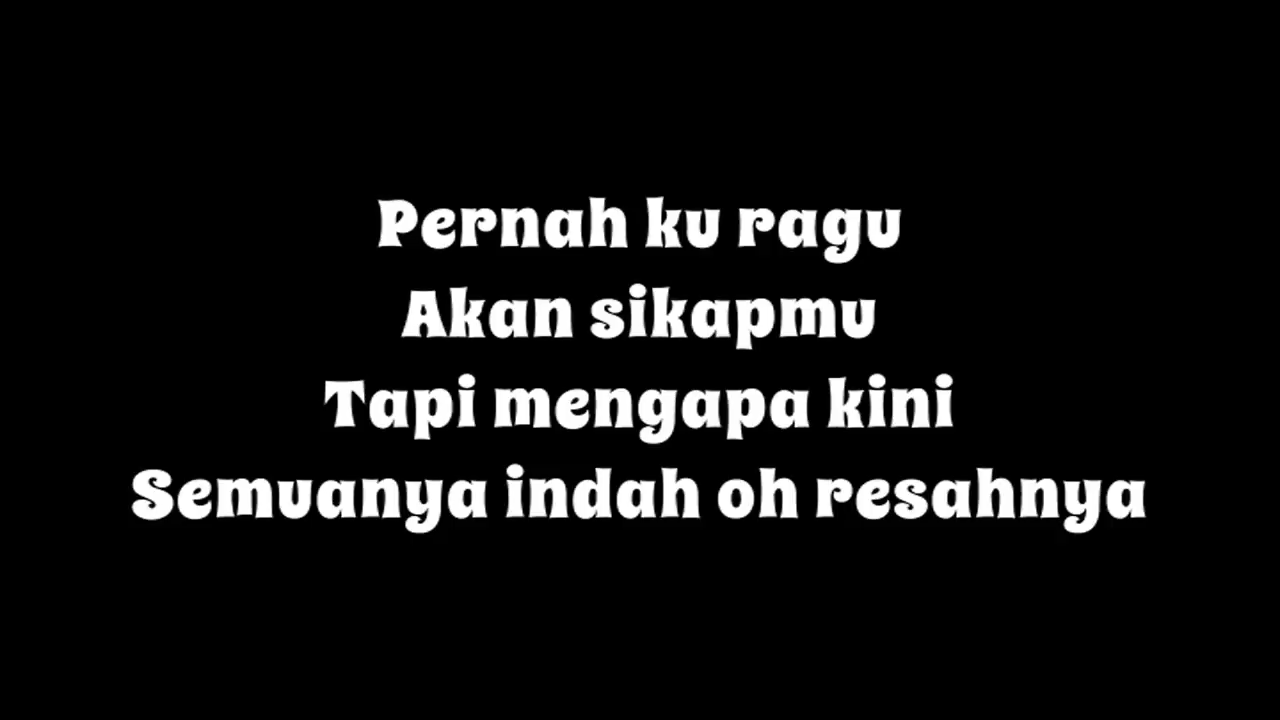 Pernah ku ragu
Akan sikapmu
Tapi mengapa kini
Semuanya indah oh resahnya